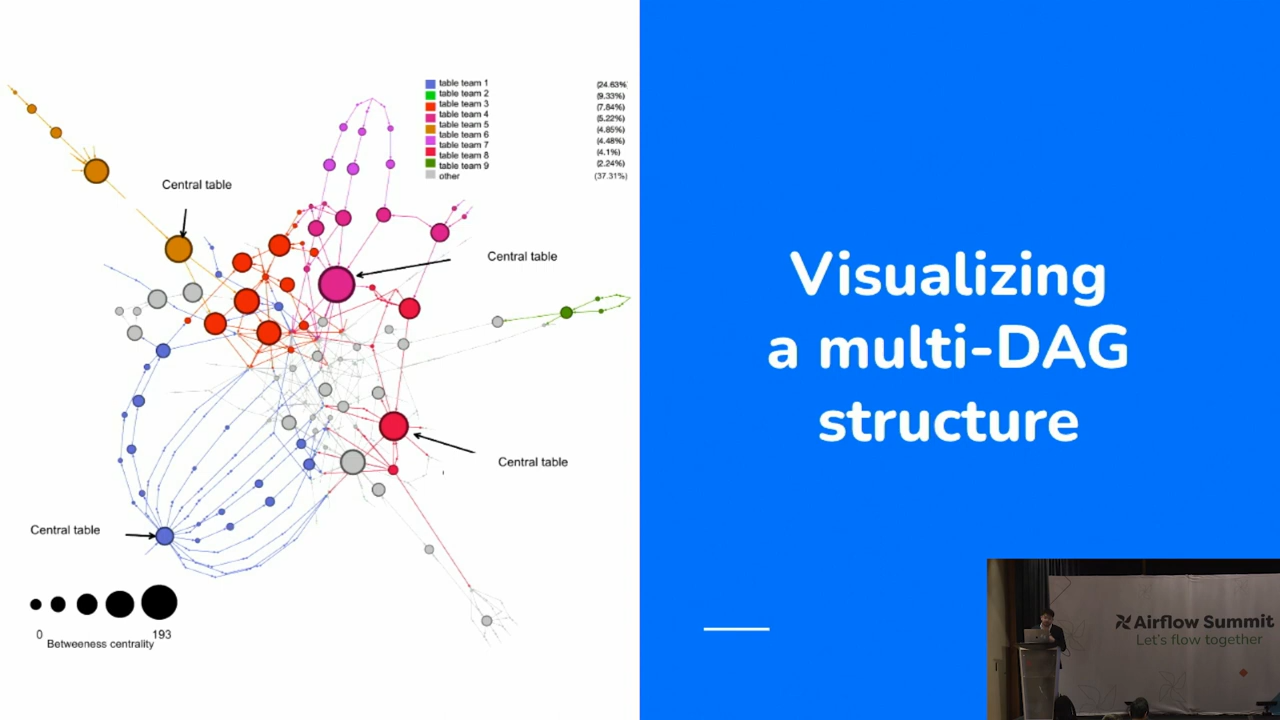 table team 1 (24.63%)
table team 2 (9.33%)
table team 3 (7.84%)
table team 4 (5.22%)
table team 5 (4.85%)
table team 6 (4.48%)
table team 7 (4.1%)
table team 8 (2.24%)
table team 9 (37.31%)
other
Central table
Central table
Central table
Central table
0 193
Betweeness centrality
Visualizing
a multi-DAG
structure
Airflow Summit
Let's flow together